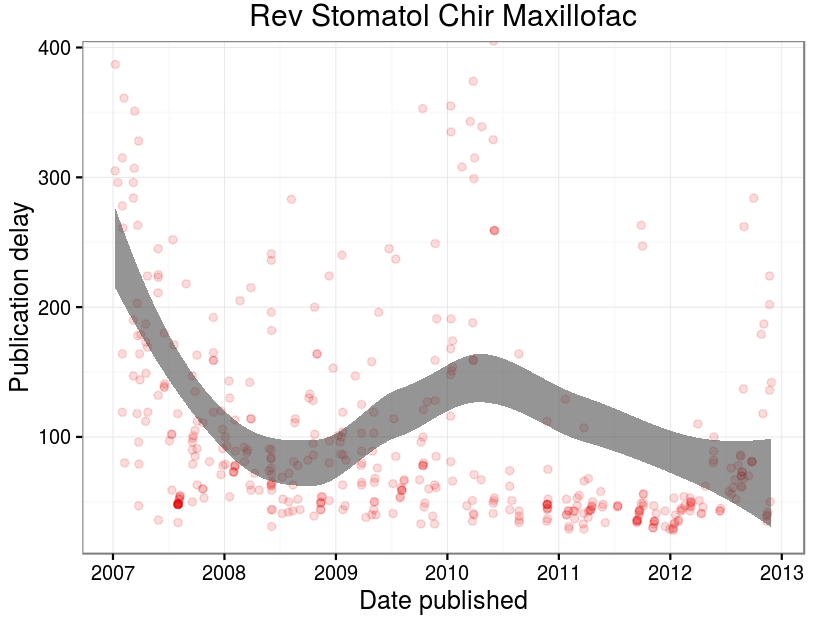 Rev Stomatol Chir Maxillofac
400
300
200
100
Publication delay
2007 2008 2009 2010 2011 2012 2013
Date published